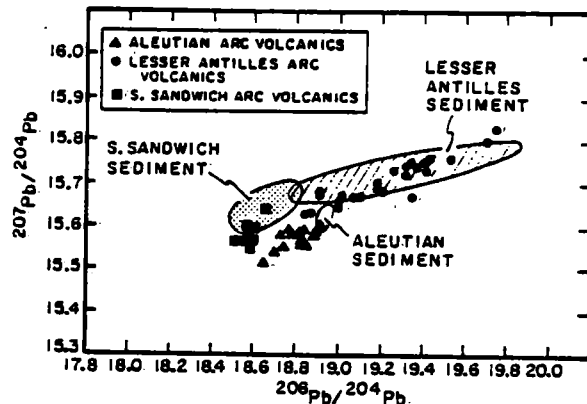 ▲ ALEUTIAN ARC VOLCANICS
● LESSER ANTILLES ARC
VOLCANICS
■ S. SANDWICH ARC VOLCANICS
LESSER
ANTILLES
SEDIMENT
S. SANDWICH
SEDIMENT
ALEUTIAN
SEDIMENT
207Pb/204Pb
16.0
15.9
15.8
15.7
15.6
15.5
15.4
15.3
17.8 18.0 18.2 18.4 18.6 18.8 19.0 19.2 19.4 19.6 19.8 20.0
206Pb/204Pb.